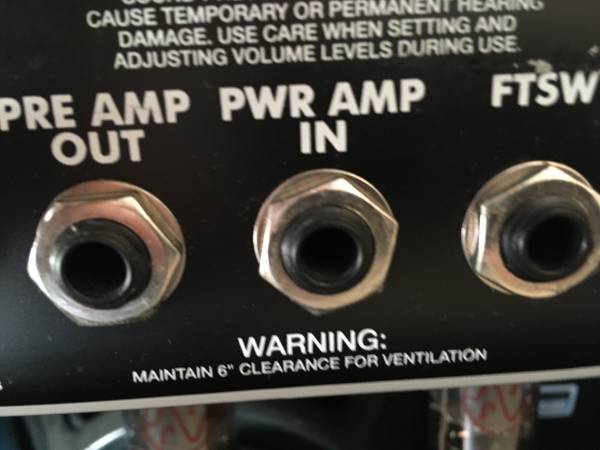 CAUSE TEMPORARY OR PERMANENT HEARING
DAMAGE. USE CARE WHEN SETTING AND
ADJUSTING VOLUME LEVELS DURING USE.
PRE AMP OUT
PWR AMP IN
FTSW
WARNING:
MAINTAIN 6" CLEARANCE FOR VENTILATION